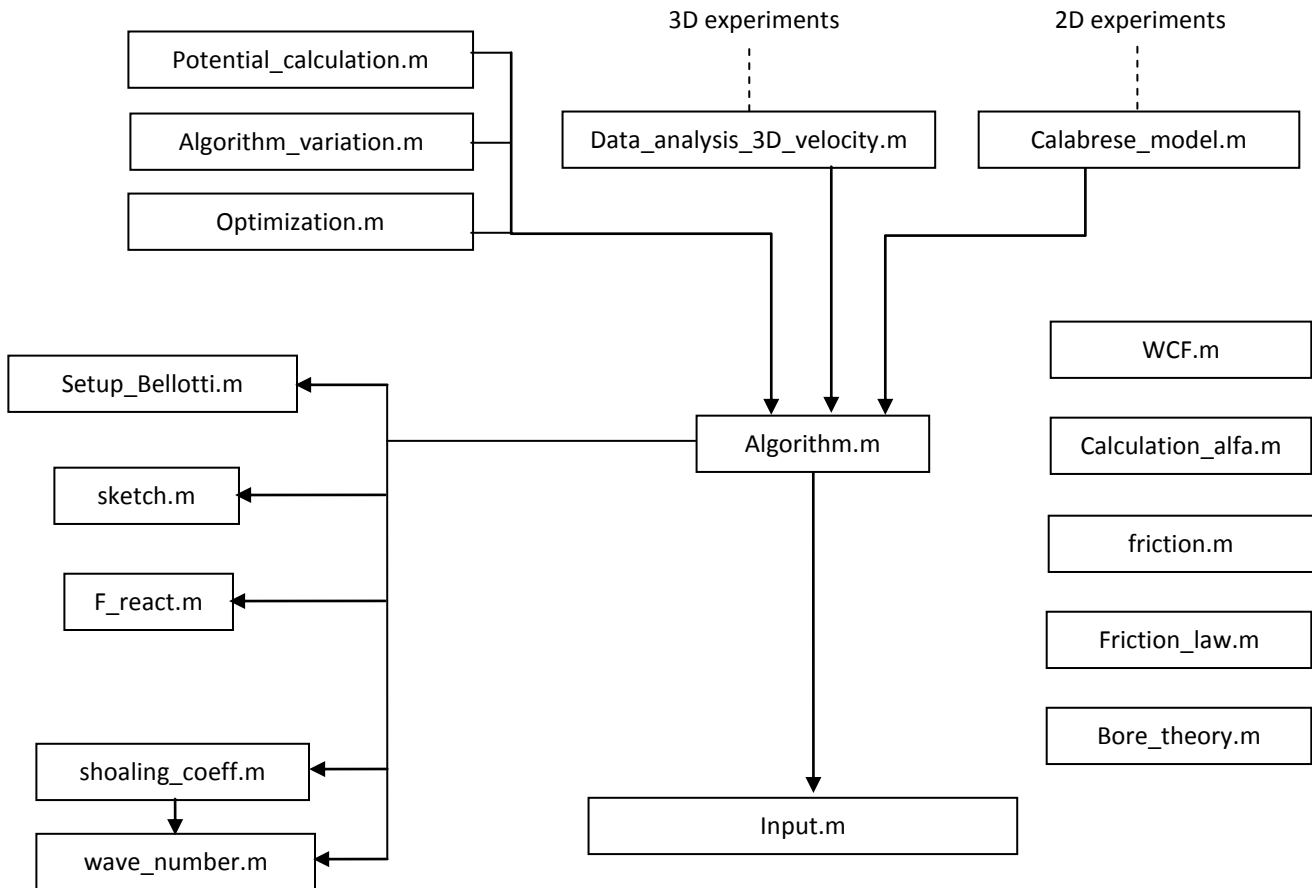 3D experiments
2D experiments
Potential_calculation.m
Algorithm_variation.m
Data_analysis_3D_velocity.m
Calabrese_model.m
Optimization.m
WCF.m
Setup_Bellotti.m
Algorithm.m
Calculation_alfa.m
sketch.m
friction.m
F_react.m
Friction_law.m
Bore_theory.m
shoaling_coeff.m
Input.m
wave_number.m